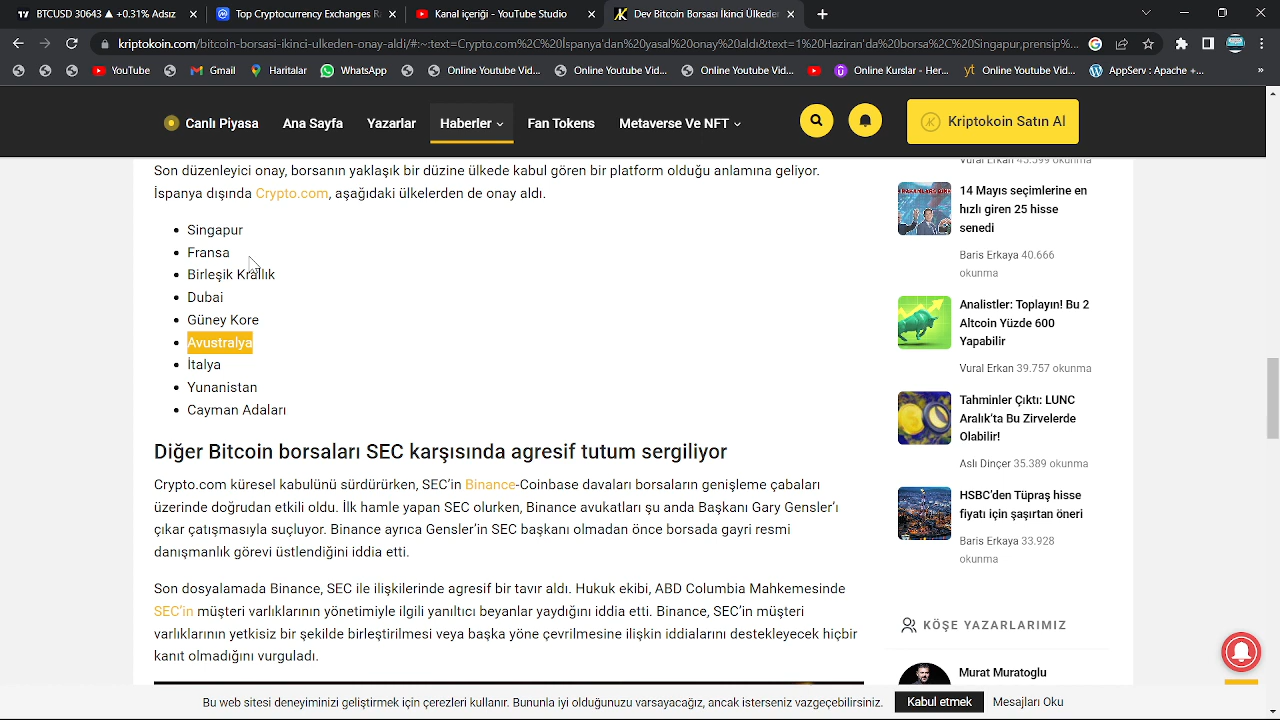 BTCUSD 30643 ▲ +0.31% Adsız
Top Cryptocurrency Exchanges R
Kanal içeriği - YouTube Studio
Dev Bitcoin Borsası İkinci Ülkeden
kriptokoin.com/bitcoin-borsasi-ikinci-ulkeden-onay-aldi/#:~:text=Crypto.com%2C%20İspanya'dan%20yasal%20onay%20aldı&text=1%20Haziran'da%20borsa%2C%20...
YouTube
Gmail
Haritalar
WhatsApp
Online Youtube Vid...
Online Youtube Vid...
Online Youtube Vid...
Online Youtube Vid...
AppServ : Apache +...
»
Canlı Piyasa
Ana Sayfa
Yazarlar
Haberler
Fan Tokens
Metaverse Ve NFT
Kriptokoin Satın Al
Son düzenleyici onay, borsanın artık bir düzine ülkede kabul gören bir platform olduğu anlamına geliyor.
İspanya dışında Crypto.com, aşağıdaki ülkelerden de onay aldı.
• Singapur
• Fransa
• Birleşik Krallık
• Dubai
• Güney Kore
• Avustralya
• İtalya
• Yunanistan
• Cayman Adaları
Diğer Bitcoin borsaları SEC karşısında agresif tutum sergiliyor
Crypto.com küresel kabulünü sürdürürken, SEC'in Binance-Coinbase davaları borsaların genişleme çabaları
üzerinde olumsuz etkili oldu. İlk hamle yapan SEC iken, Binance avukatları şu anda Başkanı Gary Gensler'ı
çıkar çatışmasıyla suçluyor. Binance ayrıca Gensler'in SEC başkanı olmadan önce borsada gayri resmi
danışmanlık görevi üstlendiğini iddia etti.
Son dosyalamada Binance, SEC ile ilişkilerinde agresif bir tavır aldı. Hukuk ekibi, ABD Columbia Mahkemesinde
SEC'in müşteri varlıklarının yönetimiyle ilgili yanıltıcı beyanlar yaydığını iddia etti. Binance, SEC'in müşteri
varlıklarının yetkisiz bir şekilde değiştirilmesi veya başka yöne çevrilmesine ilişkin iddialarını destekleyecek hiçbir
kanıt olmadığını vurguladı.
Vural Erkan 45.599 okunma
14 Mayıs seçimlerine en
hızlı giren 25 hisse
senedi
Baris Erkaya 40.666
okunma
Analistler: Toplayın! Bu 2
Altcoin Yüzde 600
Yapabilir
Vural Erkan 39.757 okunma
Tahminler Çıktı: LUNC
Aralık'ta Bu Zirvelerde
Olabilir!
Aslı Dinçer 35.389 okunma
HSBC'den Tüpraş hisse
fiyatı için şaşırtan öneri
Baris Erkaya 33.928
okunma
KÖŞE YAZARLARIMIZ
Murat Muratoglu
Deneyiminizi geliştirmek için çerezleri kullanır. Bununla iyi olduğunuzu varsayacağız, ancak isterseniz vazgeçebilirsiniz.
Kabul etmek
Mesajları Oku